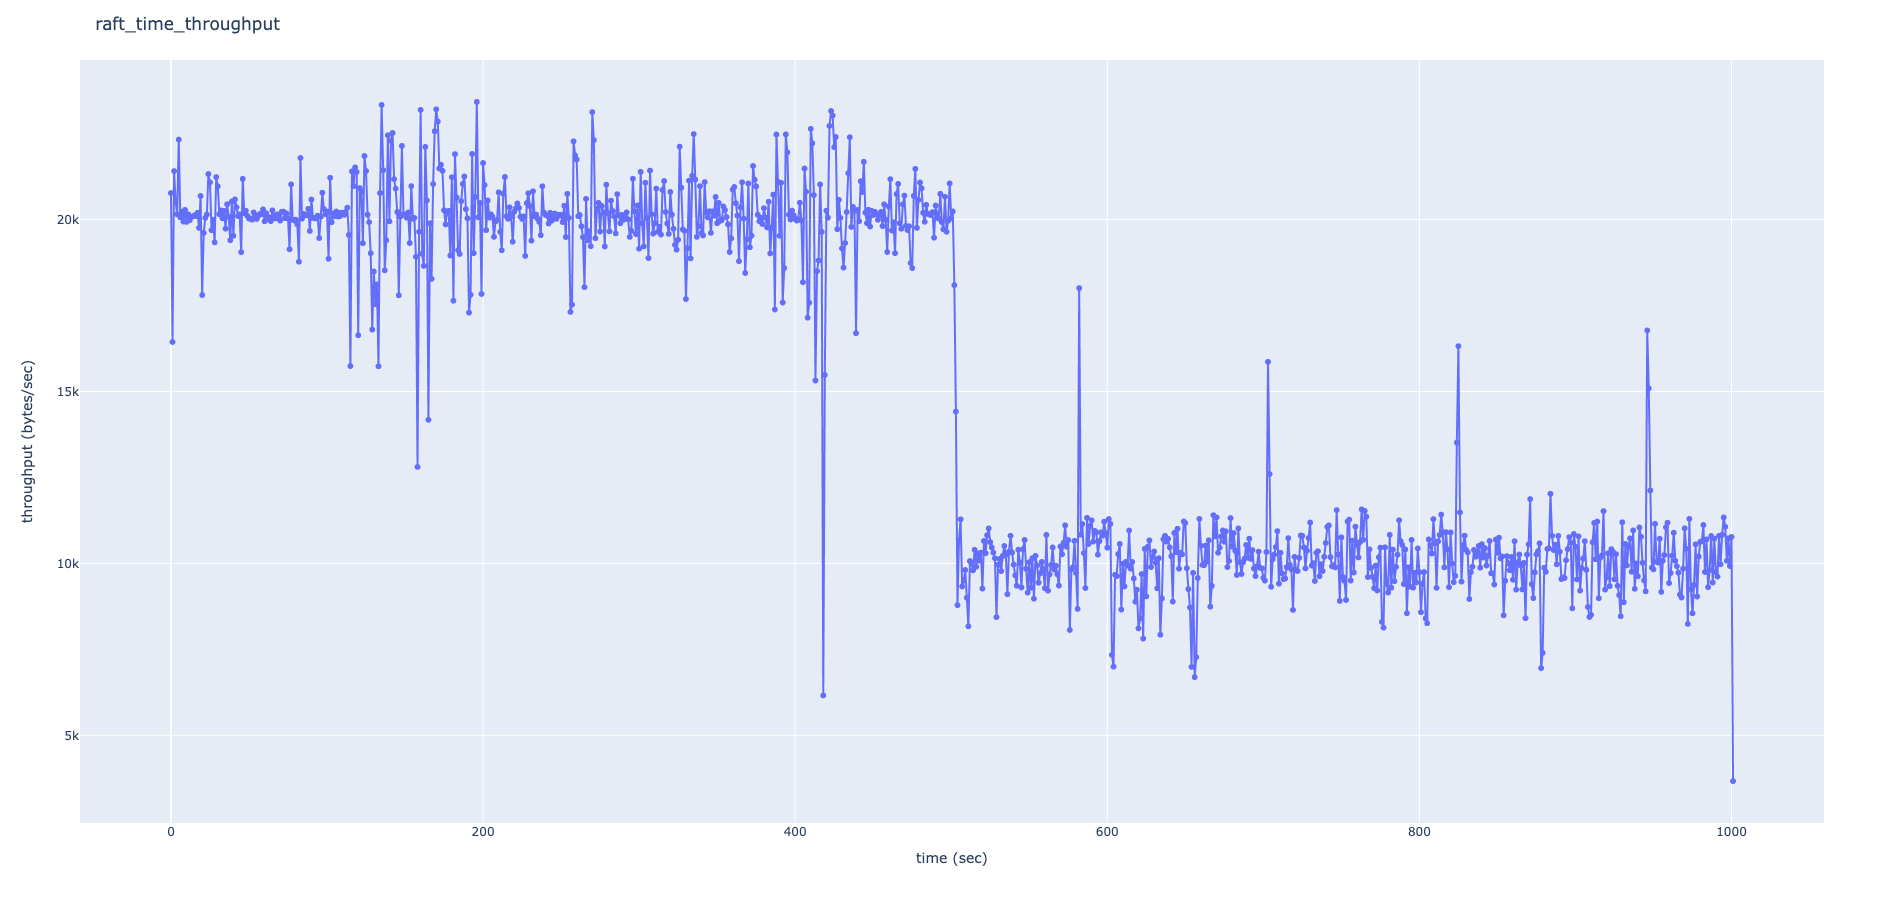 raft_time_throughput
throughput (bytes/sec)
20k
15k
10k
5k
0
200
400
600
800
1000
time (sec)